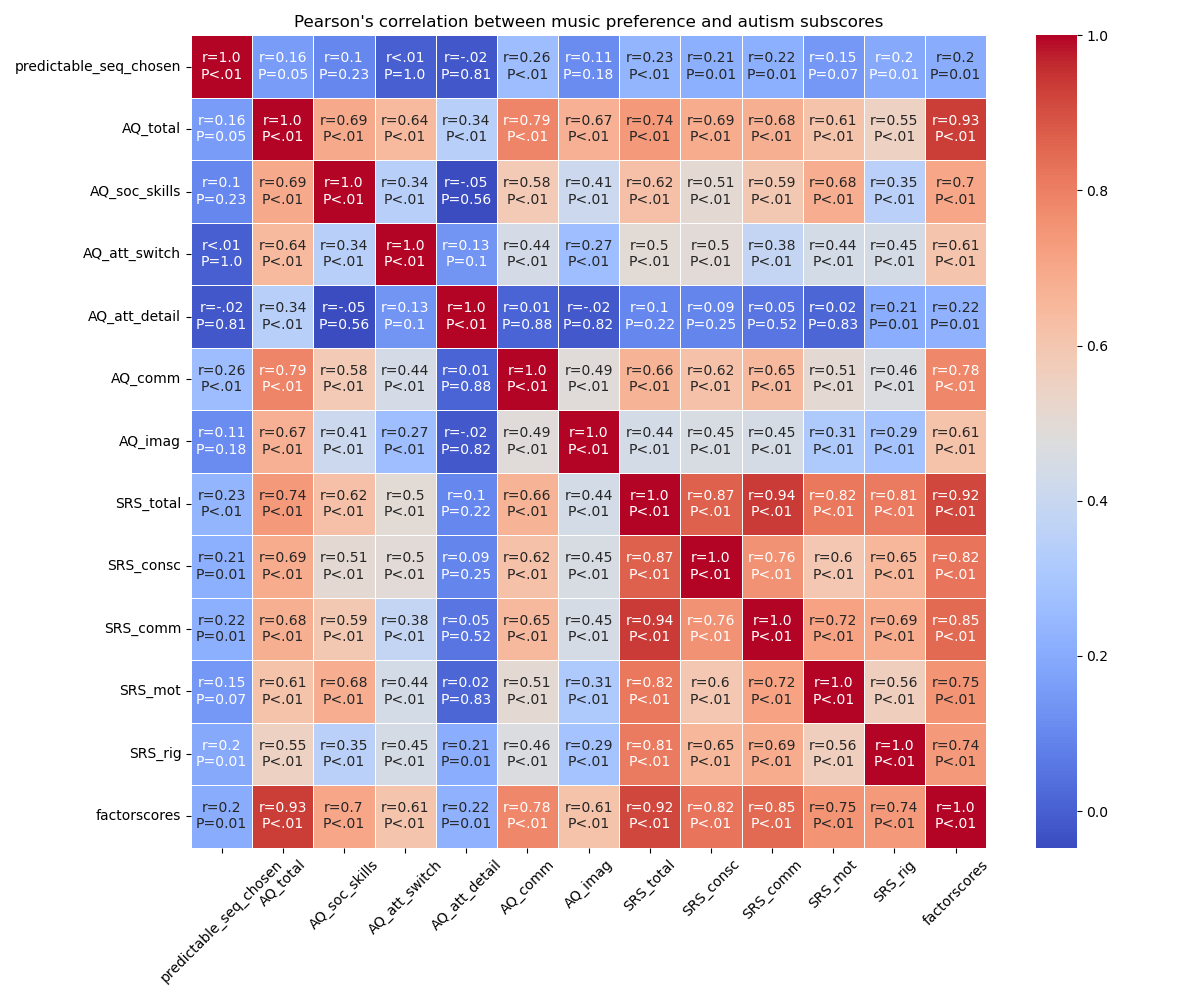 Pearson's correlation between music preference and autism subscores
predictable_seq_chosen r=1.0 r=0.16 r=0.1 r<.01 r=-.02 r=0.26 r=0.11 r=0.23 r=0.21 r=0.22 r=0.15 r=0.2 r=0.2
P<.01 P=0.05 P=0.23 P=1.0 P=0.81 P<.01 P=0.18 P<.01 P=0.01 P=0.01 P=0.07 P=0.01 P=0.01
AQ_total r=0.16 r=1.0 r=0.69 r=0.64 r=0.34 r=0.79 r=0.67 r=0.74 r=0.69 r=0.68 r=0.61 r=0.55 r=0.93
P=0.05 P<.01 P<.01 P<.01 P<.01 P<.01 P<.01 P<.01 P<.01 P<.01 P<.01 P<.01 P<.01
AQ_soc_skills r=0.1 r=0.69 r=1.0 r=0.34 r=-.05 r=0.58 r=0.41 r=0.62 r=0.51 r=0.59 r=0.68 r=0.35 r=0.7
P=0.23 P<.01 P<.01 P<.01 P=0.56 P<.01 P<.01 P<.01 P<.01 P<.01 P<.01 P<.01 P<.01
AQ_att_switch r<.01 r=0.64 r=0.34 r=1.0 r=0.13 r=0.44 r=0.27 r=0.5 r=0.5 r=0.38 r=0.44 r=0.45 r=0.61
P=1.0 P<.01 P<.01 P<.01 P=0.1 P<.01 P<.01 P<.01 P<.01 P<.01 P<.01 P<.01 P<.01
AQ_att_detail r=-.02 r=0.34 r=-.05 r=0.13 r=1.0 r=0.01 r=-.02 r=0.1 r=0.09 r=0.05 r=0.02 r=0.21 r=0.22
P=0.81 P<.01 P=0.56 P=0.1 P<.01 P=0.88 P=0.82 P=0.22 P=0.25 P=0.52 P=0.83 P=0.01 P=0.01
AQ_comm r=0.26 r=0.79 r=0.58 r=0.44 r=0.01 r=1.0 r=0.49 r=0.66 r=0.62 r=0.65 r=0.51 r=0.46 r=0.78
P<.01 P<.01 P<.01 P<.01 P=0.88 P<.01 P<.01 P<.01 P<.01 P<.01 P<.01 P<.01 P<.01
AQ_imag r=0.11 r=0.67 r=0.41 r=0.27 r=-.02 r=0.49 r=1.0 r=0.44 r=0.45 r=0.45 r=0.31 r=0.29 r=0.61
P=0.18 P<.01 P<.01 P<.01 P=0.82 P<.01 P<.01 P<.01 P<.01 P<.01 P<.01 P<.01 P<.01
SRS_total r=0.23 r=0.74 r=0.62 r=0.5 r=0.1 r=0.66 r=0.44 r=1.0 r=0.87 r=0.94 r=0.82 r=0.81 r=0.92
P<.01 P<.01 P<.01 P<.01 P=0.22 P<.01 P<.01 P<.01 P<.01 P<.01 P<.01 P<.01 P<.01
SRS_consc r=0.21 r=0.69 r=0.51 r=0.5 r=0.09 r=0.62 r=0.45 r=0.87 r=1.0 r=0.76 r=0.6 r=0.65 r=0.82
P=0.01 P<.01 P<.01 P<.01 P=0.25 P<.01 P<.01 P<.01 P<.01 P<.01 P<.01 P<.01 P<.01
SRS_comm r=0.22 r=0.68 r=0.59 r=0.38 r=0.05 r=0.65 r=0.45 r=0.94 r=0.76 r=1.0 r=0.72 r=0.69 r=0.85
P=0.01 P<.01 P<.01 P<.01 P=0.52 P<.01 P<.01 P<.01 P<.01 P<.01 P<.01 P<.01 P<.01
SRS_mot r=0.15 r=0.61 r=0.68 r=0.44 r=0.02 r=0.51 r=0.31 r=0.82 r=0.6 r=0.72 r=1.0 r=0.56 r=0.75
P=0.07 P<.01 P<.01 P<.01 P=0.83 P<.01 P<.01 P<.01 P<.01 P<.01 P<.01 P<.01 P<.01
SRS_rig r=0.2 r=0.55 r=0.35 r=0.45 r=0.21 r=0.46 r=0.29 r=0.81 r=0.65 r=0.69 r=0.56 r=1.0 r=0.74
P=0.01 P<.01 P<.01 P<.01 P=0.01 P<.01 P<.01 P<.01 P<.01 P<.01 P<.01 P<.01 P<.01
factorscores r=0.2 r=0.93 r=0.7 r=0.61 r=0.22 r=0.78 r=0.61 r=0.92 r=0.82 r=0.85 r=0.75 r=0.74 r=1.0
P=0.01 P<.01 P<.01 P<.01 P=0.01 P<.01 P<.01 P<.01 P<.01 P<.01 P<.01 P<.01 P<.01
predictable_seq_chosen
AQ_total
AQ_soc_skills
AQ_att_switch
AQ_att_detail
AQ_comm
AQ_imag
SRS_total
SRS_consc
SRS_comm
SRS_mot
SRS_rig
factorscores
1.0
0.8
0.6
0.4
0.2
0.0